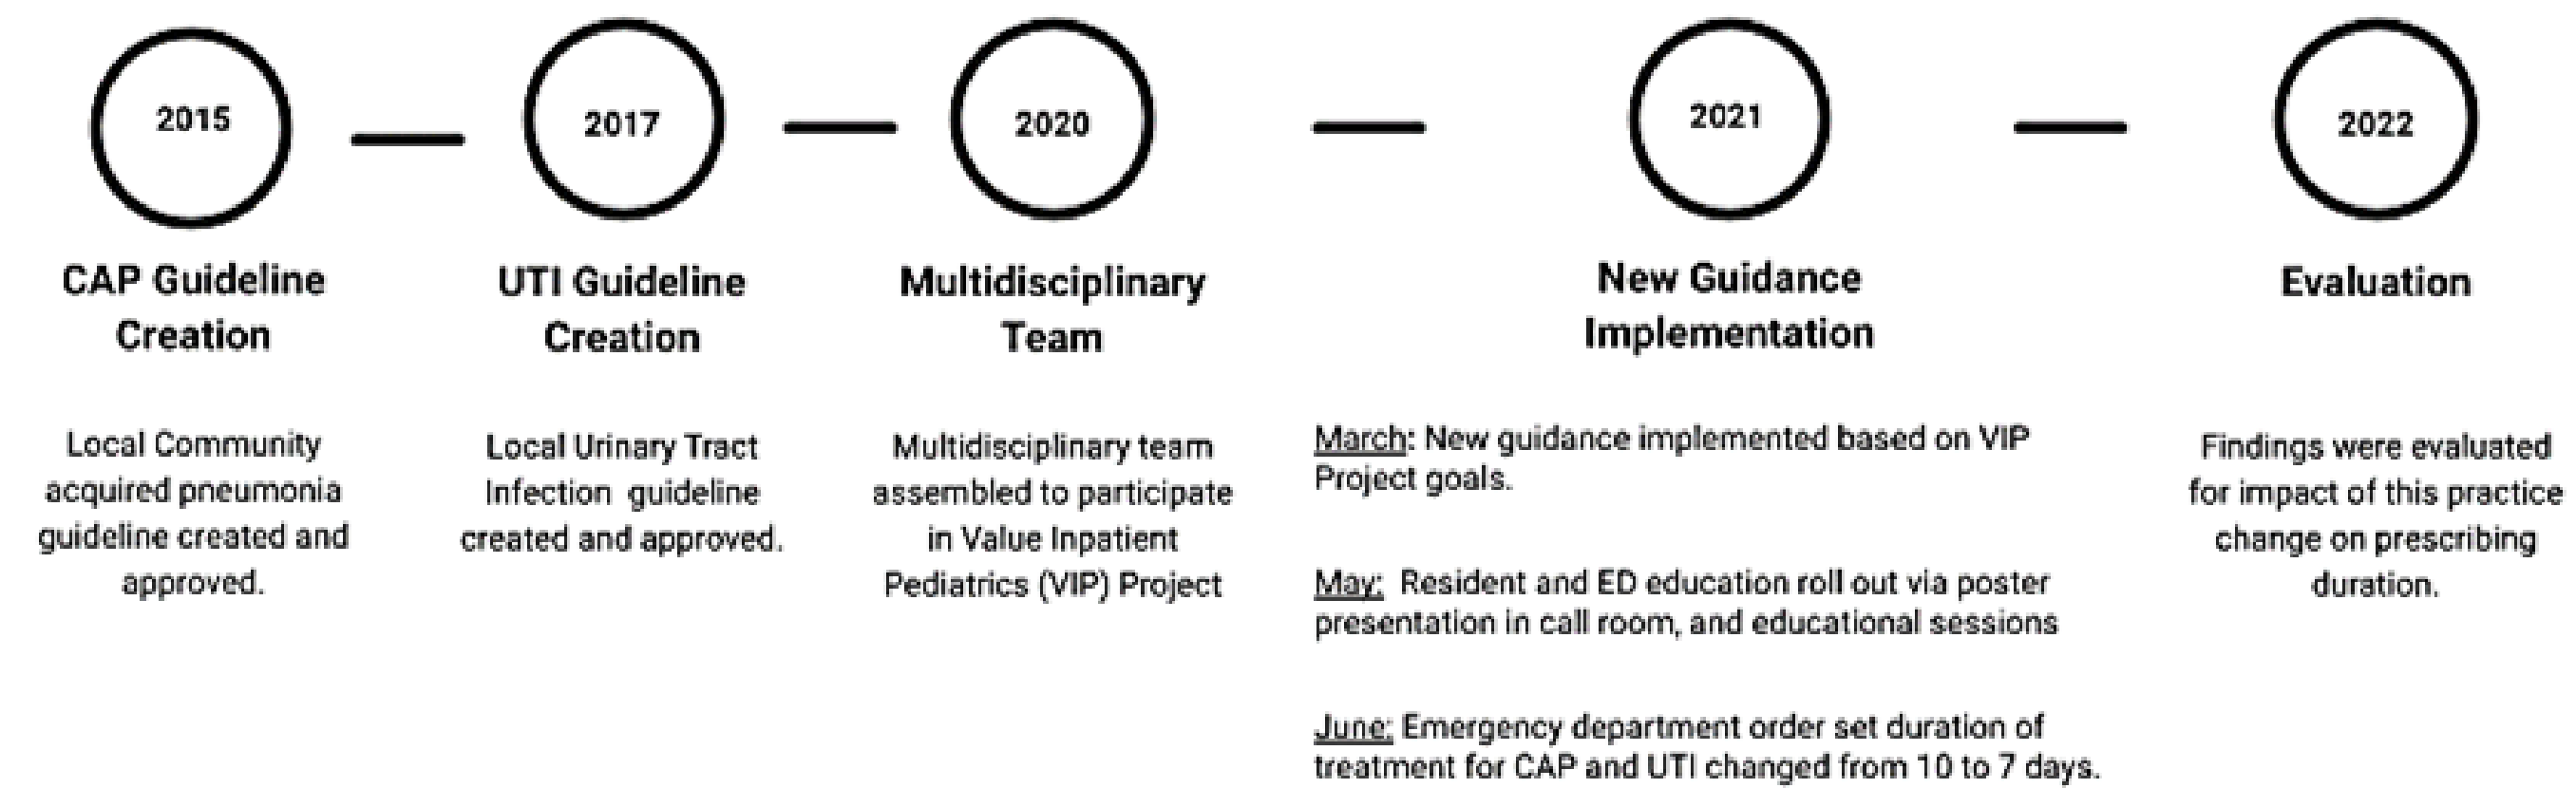 2015
CAP Guideline
Creation
Local Community
acquired pneumonia
guideline created and
approved.
2017
UTI Guideline
Creation
Local Urinary Tract
Infection guideline
created and approved.
2020
Multidisciplinary
Team
Multidisciplinary team
assembled to participate
in Value Inpatient
Pediatrics (VIP) Project
2021
New Guidance
Implementation
March: New guidance implemented based on VIP
Project goals.
May: Resident and ED education roll out via poster
presentation in call room, and educational sessions
June: Emergency department order set duration of
treatment for CAP and UTI changed from 10 to 7 days.
2022
Evaluation
Findings were evaluated
for impact of this practice
change on prescribing
duration.